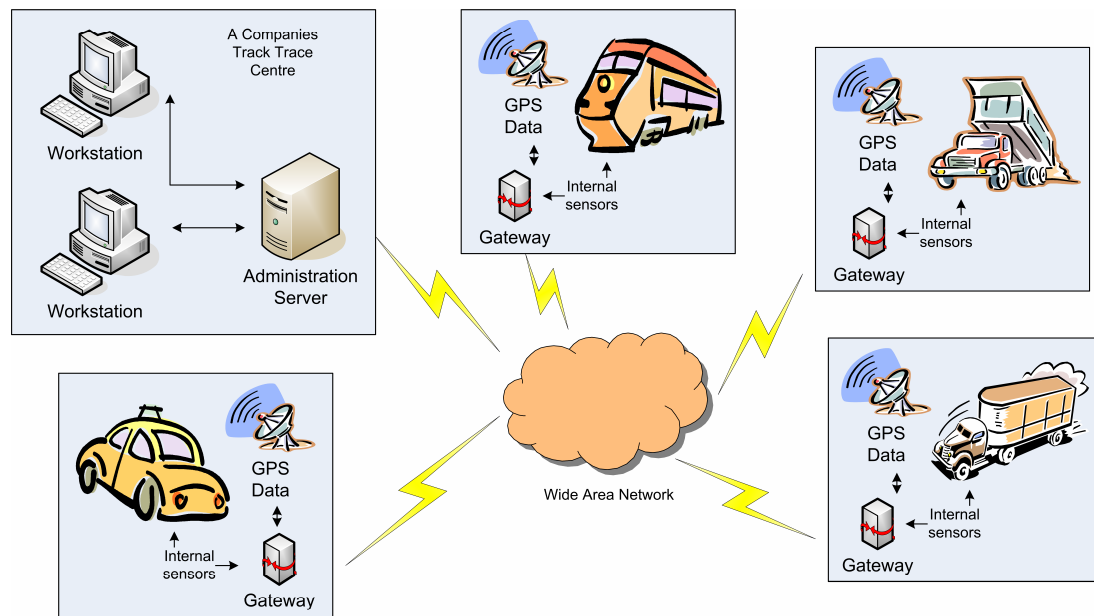 A Companies
Track Trace
Centre
Workstation
Workstation
Administration
Server
GPS
Data
Internal
sensors
Gateway
GPS
Data
Internal
sensors
Gateway
GPS
Data
Internal
sensors
Gateway
GPS
Data
Internal
sensors
Gateway
Wide Area Network